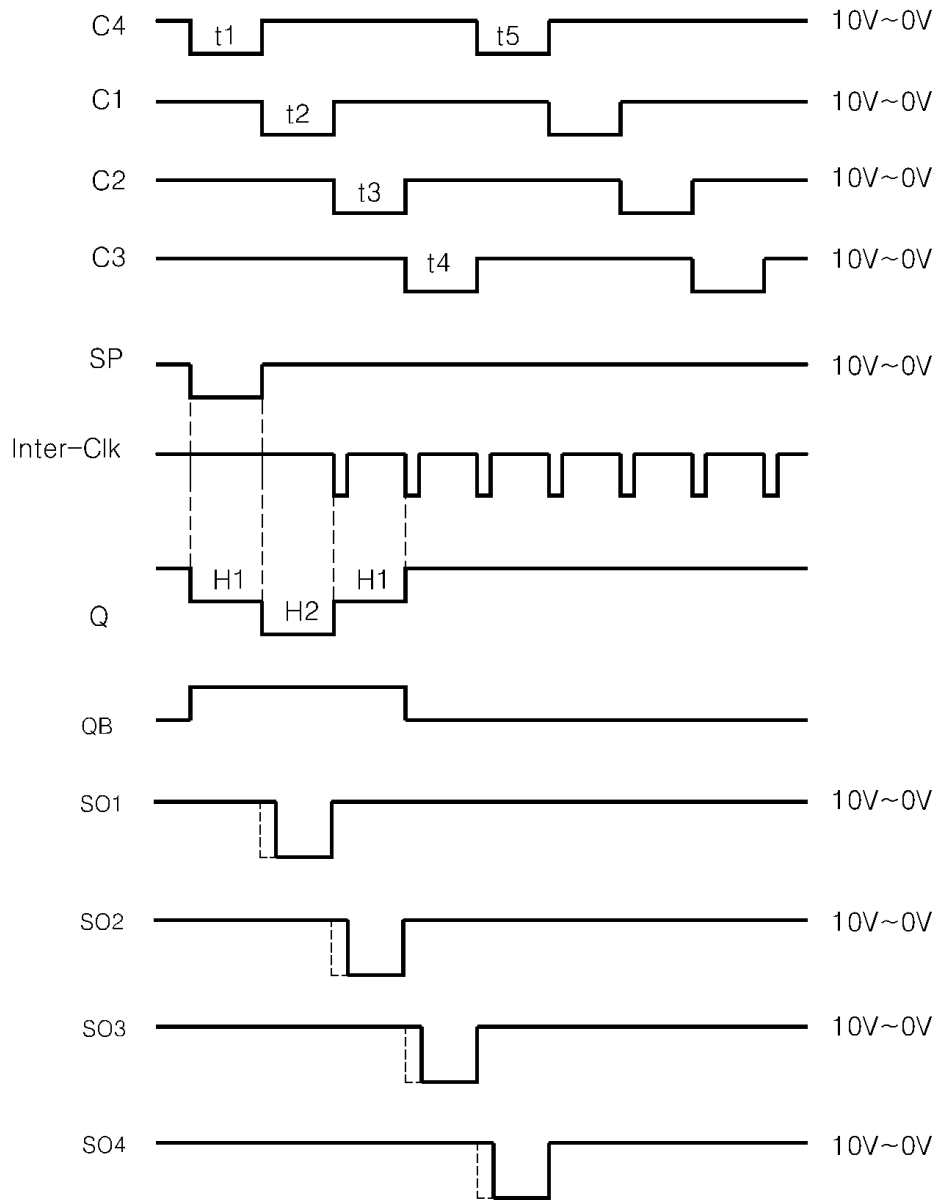 C4 t1 t5 10V~0V
C1 t2 10V~0V
C2 t3 10V~0V
C3 t4 10V~0V
SP 10V~0V
Inter-Clk
H1 H1
Q H2
QB
SO1 10V~0V
SO2 10V~0V
SO3 10V~0V
SO4 10V~0V